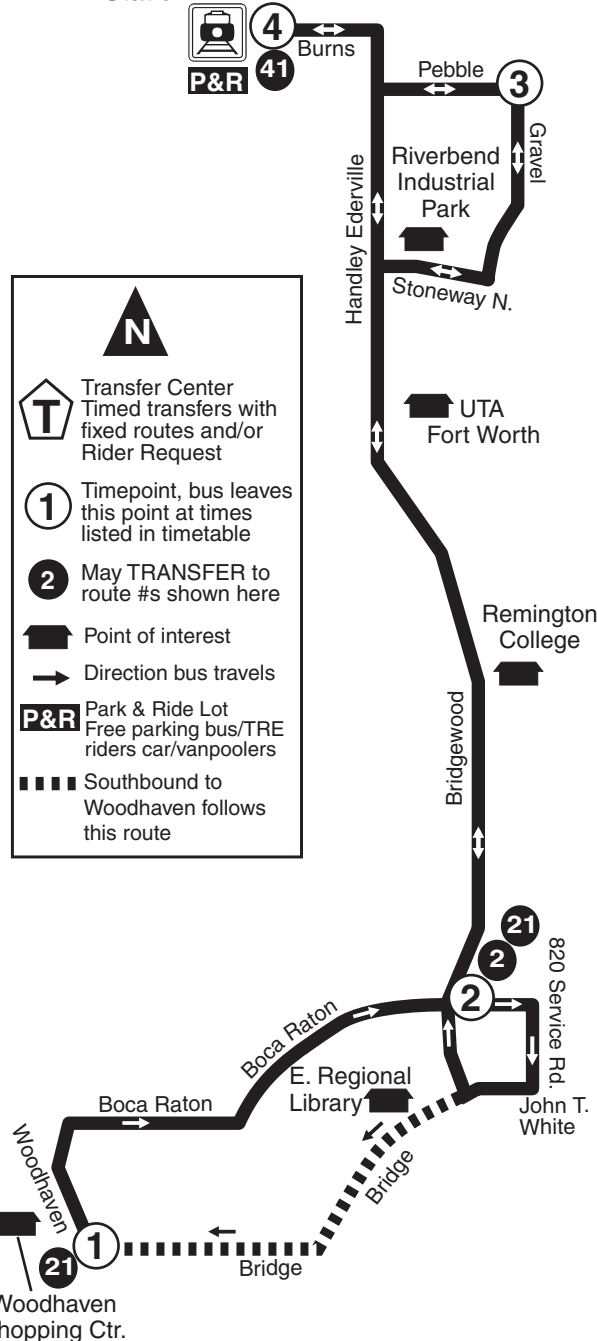 4
Burns
P&R
41
Pebble
3
Gravel
Riverbend
Industrial
Park
Handley Ederville
Stoneway N.
N
T
Transfer Center
Timed transfers with
fixed routes and/or
Rider Request
1
Timepoint, bus leaves
this point at times
listed in timetable
2
May TRANSFER to
route #s shown here
Point of interest
Direction bus travels
P&R
Park & Ride Lot
Free parking bus/TRE
riders car/vanpoolers
Southbound to
Woodhaven follows
this route
UTA
Fort Worth
Remington
College
Bridgewood
21
2
820 Service Rd.
2
Boca Raton
E. Regional
Library
John T.
White
Boca Raton
Woodhaven
Bridge
1
21
Bridge
Woodhaven
hopping Ctr.